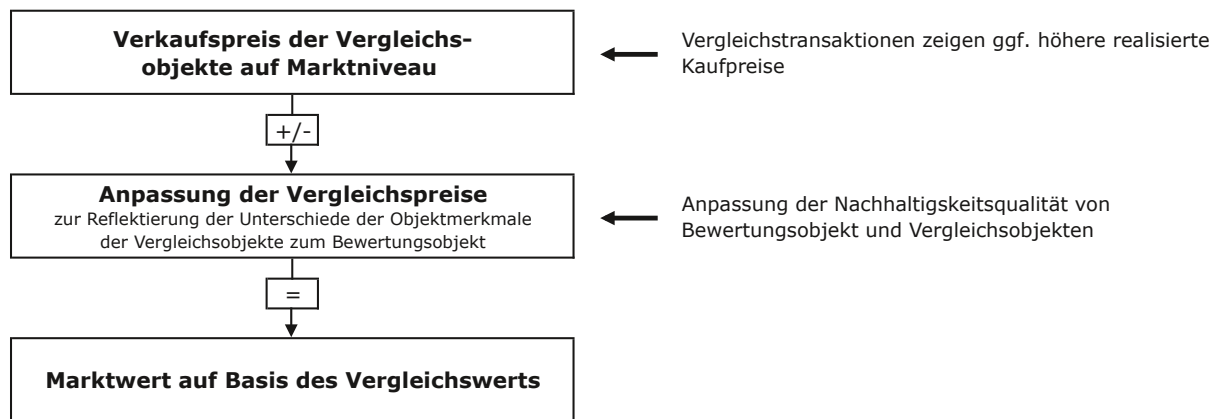 Verkaufspreis der Vergleichs-
objekte auf Marktniveau
Vergleichstransaktionen zeigen ggf. höhere realisierte
Kaufpreise
+/-
Anpassung der Vergleichspreise
zur Reflektierung der Unterschiede der Objektmerkmale
der Vergleichsobjekte zum Bewertungsobjekt
Anpassung der Nachhaltigskeitsqualität von
Bewertungsobjekt und Vergleichsobjekten
=
Marktwert auf Basis des Vergleichswerts